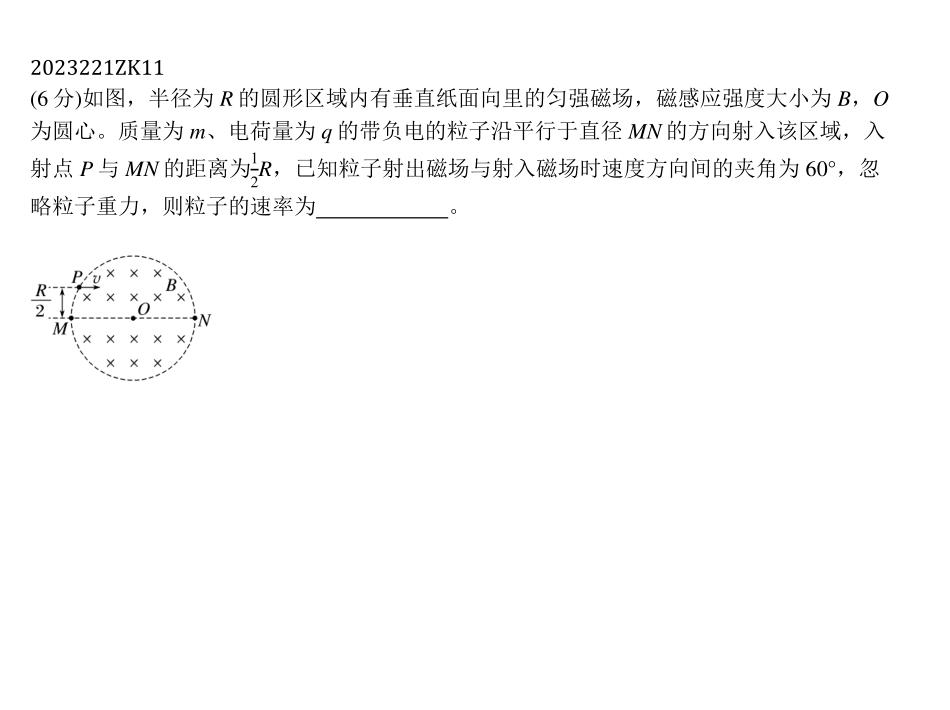 2023221ZK11
(6 分)如图，半径为 R 的圆形区域内有垂直纸面向里的匀强磁场，磁感应强度大小为 B，O
为圆心。质量为 m、电荷量为 q 的带负电的粒子沿平行于直径 MN 的方向射入该区域，入
射点 P 与 MN 的距离为\frac{1}{2}R，已知粒子射出磁场与射入磁场时速度方向间的夹角为 60°，忽
略粒子重力，则粒子的速率为____________。
P v B
R
2
O
M N